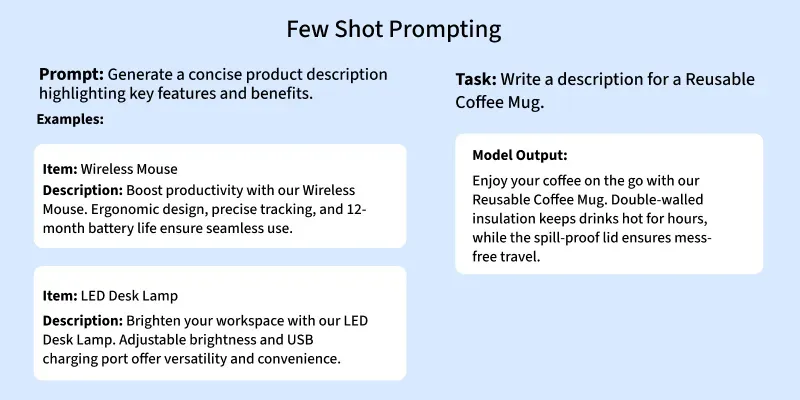 Few Shot Prompting
Prompt: Generate a concise product description
highlighting key features and benefits.
Examples:
Item: Wireless Mouse
Description: Boost productivity with our Wireless
Mouse. Ergonomic design, precise tracking, and 12-
month battery life ensure seamless use.
Item: LED Desk Lamp
Description: Brighten your workspace with our LED
Desk Lamp. Adjustable brightness and USB
charging port offer versatility and convenience.
Task: Write a description for a Reusable
Coffee Mug.
Model Output:
Enjoy your coffee on the go with our
Reusable Coffee Mug. Double-walled
insulation keeps drinks hot for hours,
while the spill-proof lid ensures mess-
free travel.